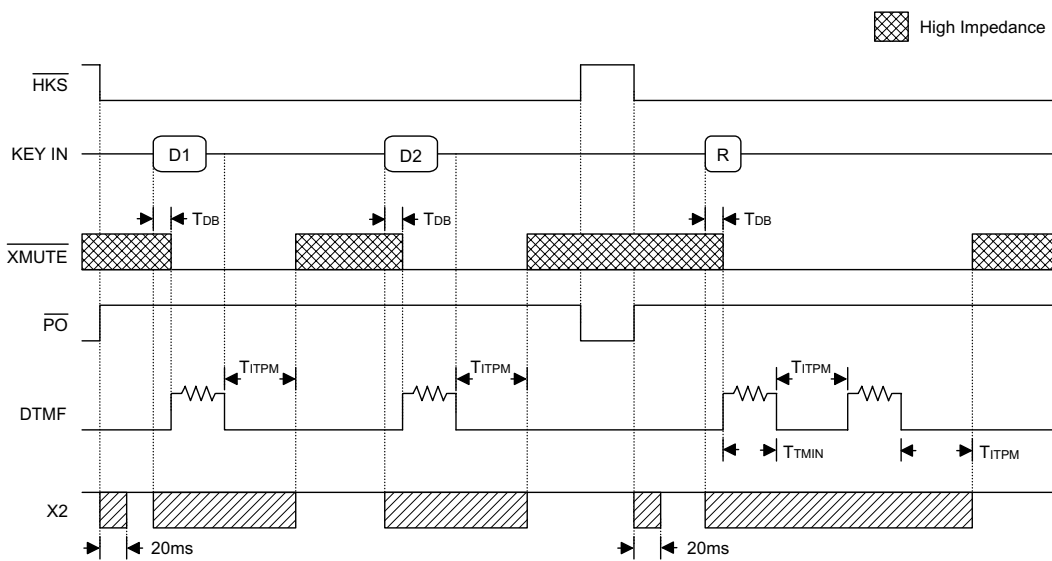 High Impedance
HKS
KEY IN D1 D2 R
TDB TDB TDB
XMUTE
PO
TITPM TITPM TITPM
DTMF
TTMIN TITPM
X2
20ms 20ms